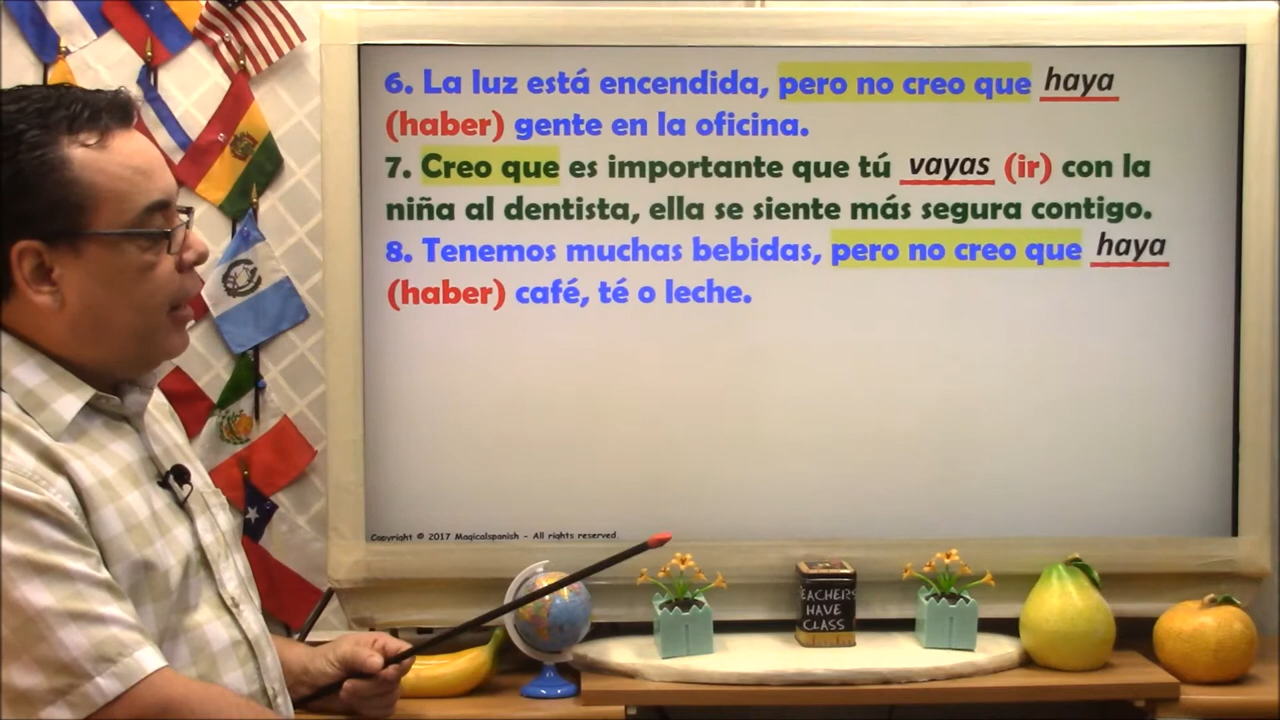 6. La luz está encendida, pero no creo que haya
(haber) gente en la oficina.
7. Creo que es importante que tú vayas (ir) con la
niña al dentista, ella se siente más segura contigo.
8. Tenemos muchas bebidas, pero no creo que haya
(haber) café, té o leche.
Copyright © 2017 Magicalspanish - All rights reserved.
EACHERS
HAVE
CLASS